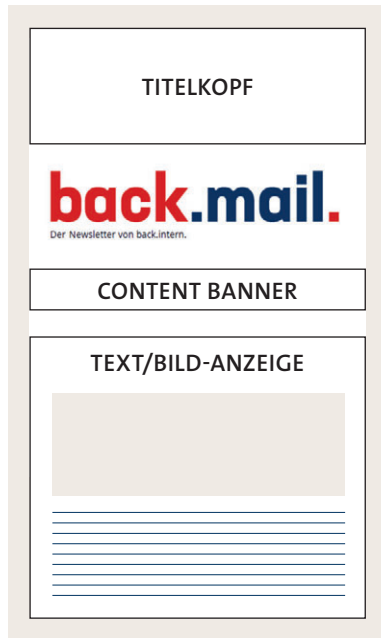 TITELKOPF
back.mail.
Der Newsletter von back.intern.
CONTENT BANNER
TEXT/BILD-ANZEIGE